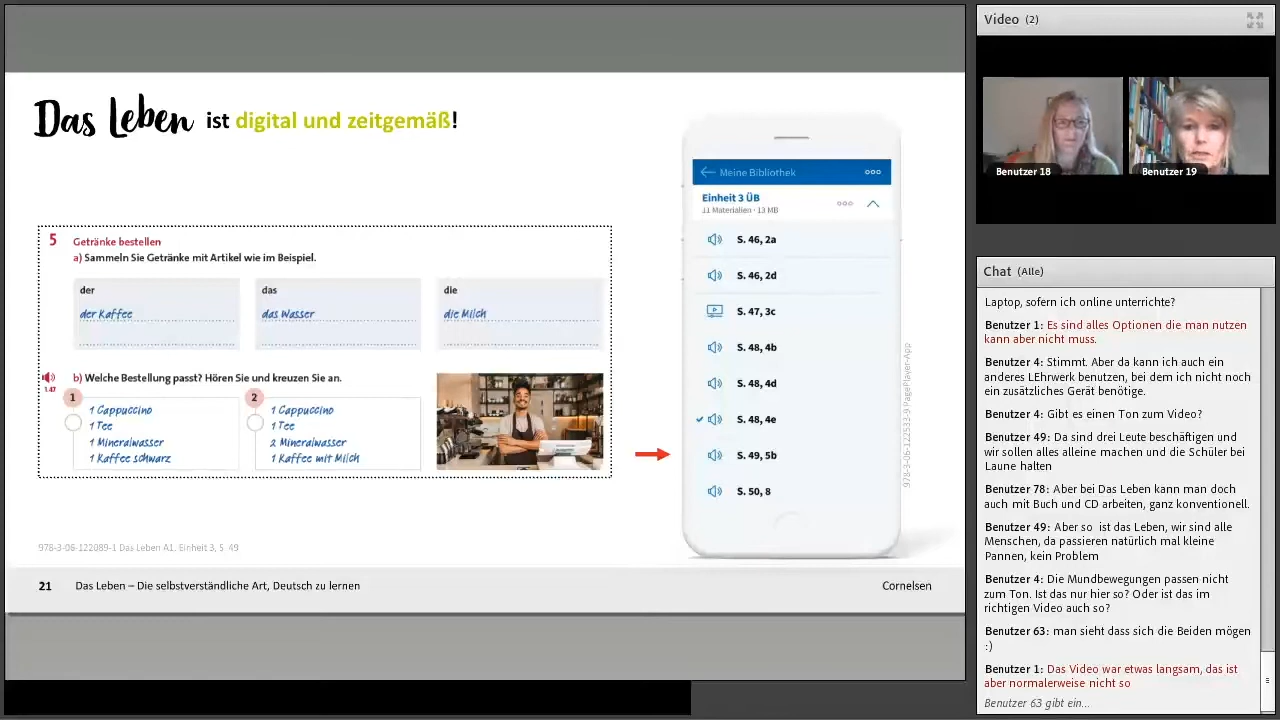 Das Leben ist digital und zeitgemäß!
5 Getränke bestellen
a) Sammeln Sie Getränke mit Artikel wie im Beispiel.
der das die
der Kaffee das Wasser die Milch
1.47 b) Welche Bestellung passt? Hören Sie und kreuzen Sie an.
1
1 Cappuccino
1 Tee
1 Mineralwasser
1 Kaffee schwarz
2
1 Cappuccino
1 Tee
2 Mineralwasser
1 Kaffee mit Milch
978-3-06-122089-1 Das Leben A1, Einheit 3, S. 49
Meine Bibliothek
Einheit 3 ÜB
11 Materialien · 13 MB
S. 46, 2a
S. 46, 2d
S. 47, 3c
S. 48, 4b
S. 48, 4d
S. 48, 4e
S. 49, 5b
S. 50, 8
978-3-06-122533-9 PagePlayer-App
21 Das Leben – Die selbstverständliche Art, Deutsch zu lernen Cornelsen
Video (2)
Benutzer 18 Benutzer 19
Chat (Alle)
Laptop, sofern ich online unterrichte?
Benutzer 1: Es sind alles Optionen die man nutzen
kann aber nicht muss.
Benutzer 4: Stimmt. Aber da kann ich auch ein
anderes LEhrwerk benutzen, bei dem ich nicht noch
ein zusätzliches Gerät benötige.
Benutzer 4: Gibt es einen Ton zum Video?
Benutzer 49: Da sind drei Leute beschäftigen und
wir sollen alles alleine machen und die Schüler bei
Laune halten
Benutzer 78: Aber bei Das Leben kann man doch
auch mit Buch und CD arbeiten, ganz konventionell.
Benutzer 49: Aber so ist das Leben, wir sind alle
Menschen, da passieren natürlich mal kleine
Pannen, kein Problem
Benutzer 4: Die Mundbewegungen passen nicht
zum Ton. Ist das nur hier so? Oder ist das im
richtigen Video auch so?
Benutzer 63: man sieht dass sich die Beiden mögen
:)
Benutzer 1: Das Video war etwas langsam, das ist
aber normalerweise nicht so
Benutzer 63 gibt ein...